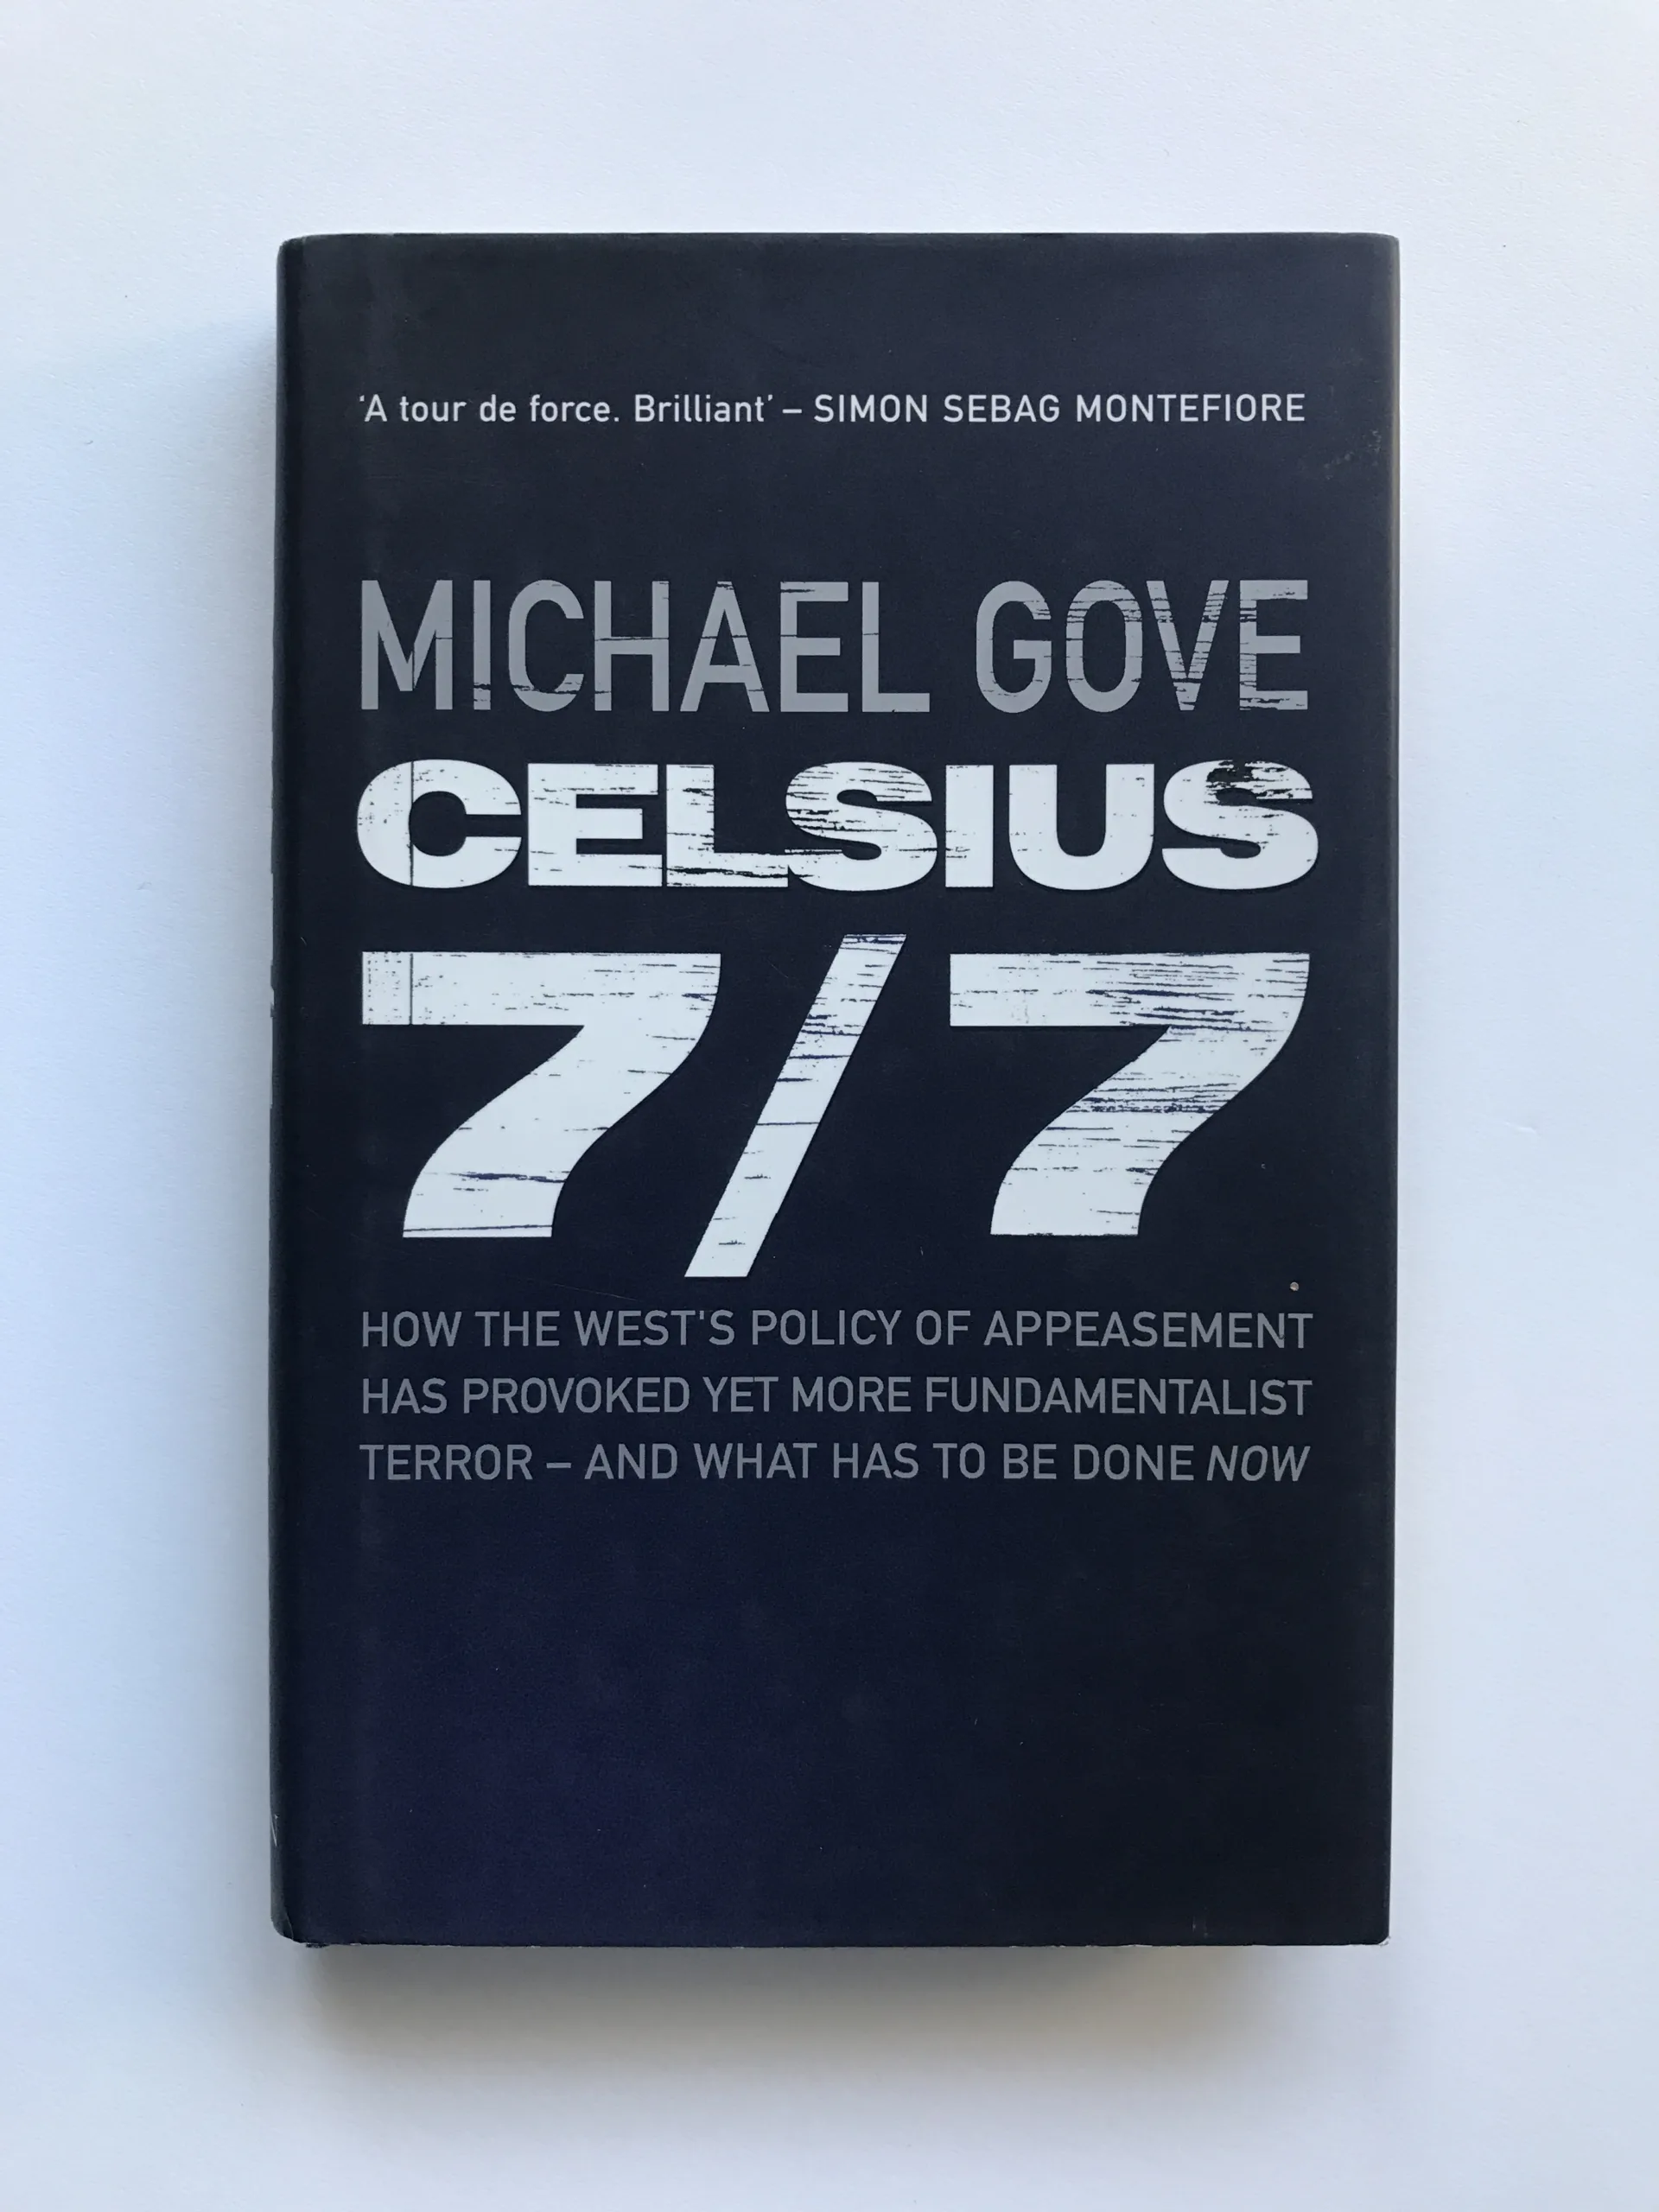 ‘A tour de force. Brilliant’ – SIMON SEBAG MONTEFIORE
MICHAEL GOVE
CELSIUS
7/7
HOW THE WEST'S POLICY OF APPEASEMENT
HAS PROVOKED YET MORE FUNDAMENTALIST
TERROR – AND WHAT HAS TO BE DONE NOW